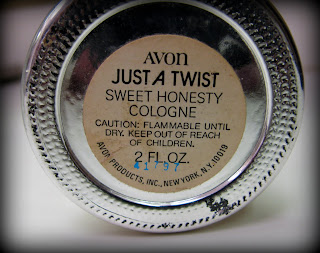 AVON
JUST A TWIST
SWEET HONESTY
COLOGNE
CAUTION: FLAMMABLE UNTIL
DRY. KEEP OUT OF REACH
OF CHILDREN.
2 FL. OZ.
AVON PRODUCTS, INC., NEW YORK, N.Y. 10019